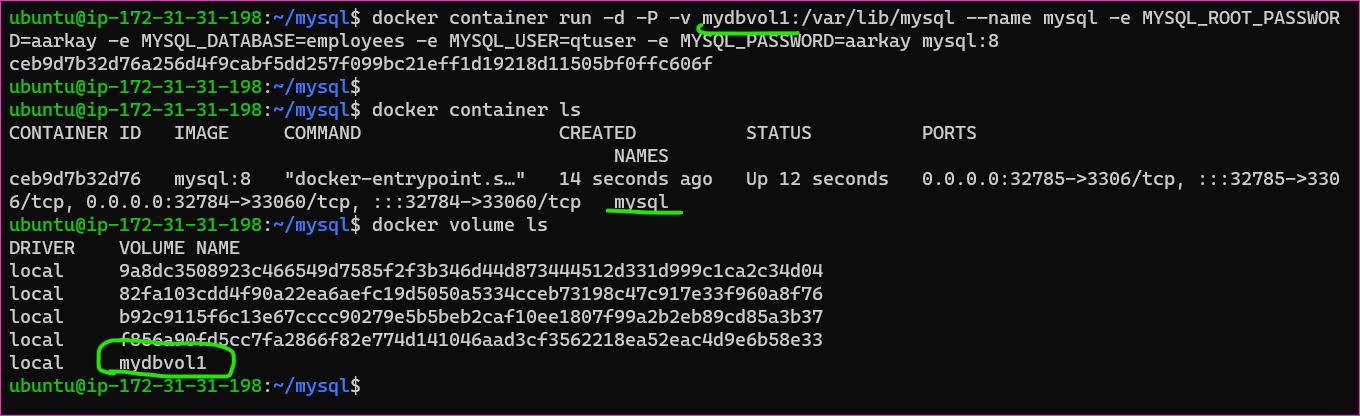 ubuntu@ip-172-31-31-198:~/mysql$ docker container run -d -P -v mydbvol1:/var/lib/mysql --name mysql -e MYSQL_ROOT_PASSWOR
D=aarkay -e MYSQL_DATABASE=employees -e MYSQL_USER=qtuser -e MYSQL_PASSWORD=aarkay mysql:8
ceb9d7b32d76a256d4f9cabf5dd257f099bc21eff1d19218d11505bf0ffc606f
ubuntu@ip-172-31-31-198:~/mysql$
ubuntu@ip-172-31-31-198:~/mysql$ docker container ls
CONTAINER ID   IMAGE     COMMAND                  CREATED          STATUS          PORTS
                                                       NAMES
ceb9d7b32d76   mysql:8   "docker-entrypoint.s…"   14 seconds ago   Up 12 seconds   0.0.0.0:32785->3306/tcp, :::32785->330
6/tcp, 0.0.0.0:32784->33060/tcp, :::32784->33060/tcp   mysql
ubuntu@ip-172-31-31-198:~/mysql$ docker volume ls
DRIVER    VOLUME NAME
local     9a8dc3508923c466549d7585f2f3b346d44d873444512d331d999c1ca2c34d04
local     82fa103cdd4f90a22ea6aefc19d5050a5334cceb73198c47c917e33f960a8f76
local     b92c9115f6c13e67cccc90279e5b5beb2caf10ee1807f99a2b2eb89cd85a3b37
local     f856a90fd5cc7fa2866f82e774d141046aad3cf3562218ea52eac4d9e6b58e33
local     mydbvol1
ubuntu@ip-172-31-31-198:~/mysql$